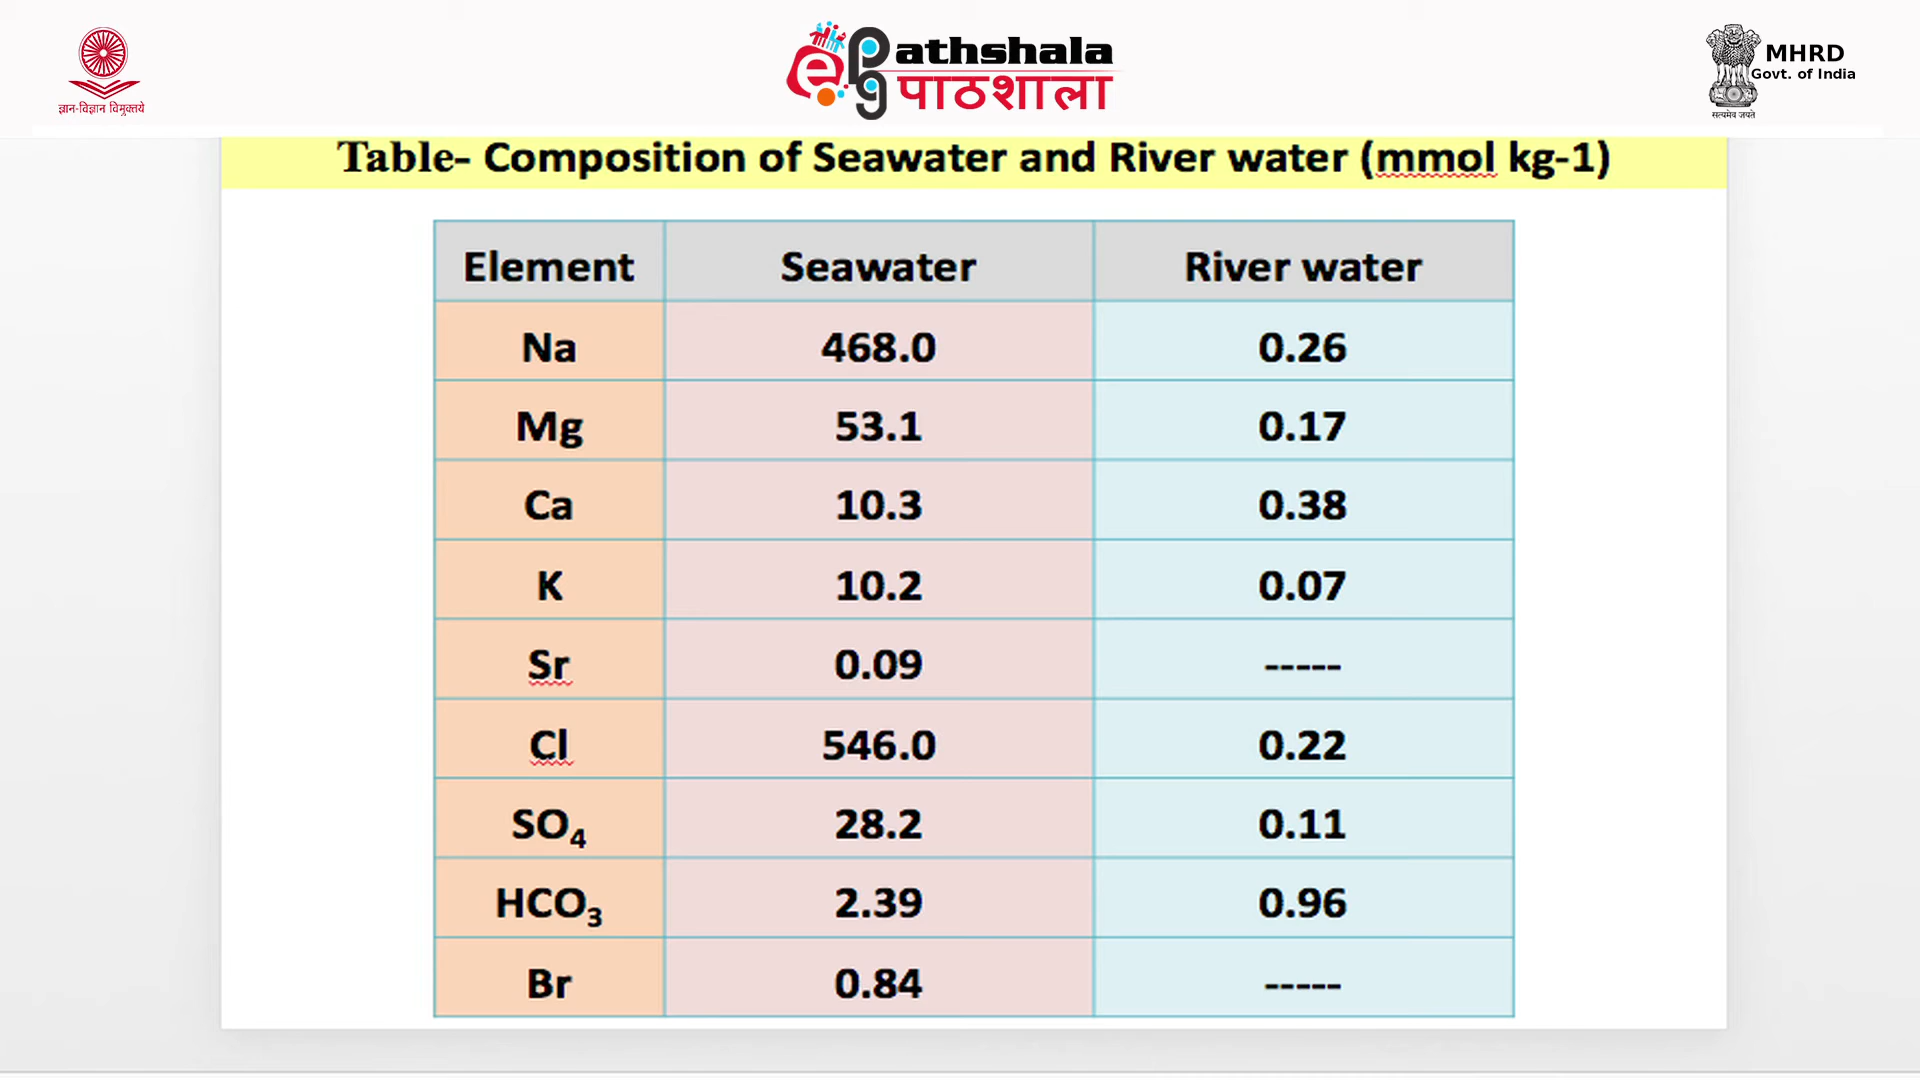 ज्ञान-विज्ञान विमुक्तये
e Pg athshala
पाठशाला
MHRD
Govt. of India
सत्यमेव जयते
Table- Composition of Seawater and River water (mmol kg-1)
Element Seawater River water
Na 468.0 0.26
Mg 53.1 0.17
Ca 10.3 0.38
K 10.2 0.07
Sr 0.09 -----
Cl 546.0 0.22
SO₄ 28.2 0.11
HCO₃ 2.39 0.96
Br 0.84 -----